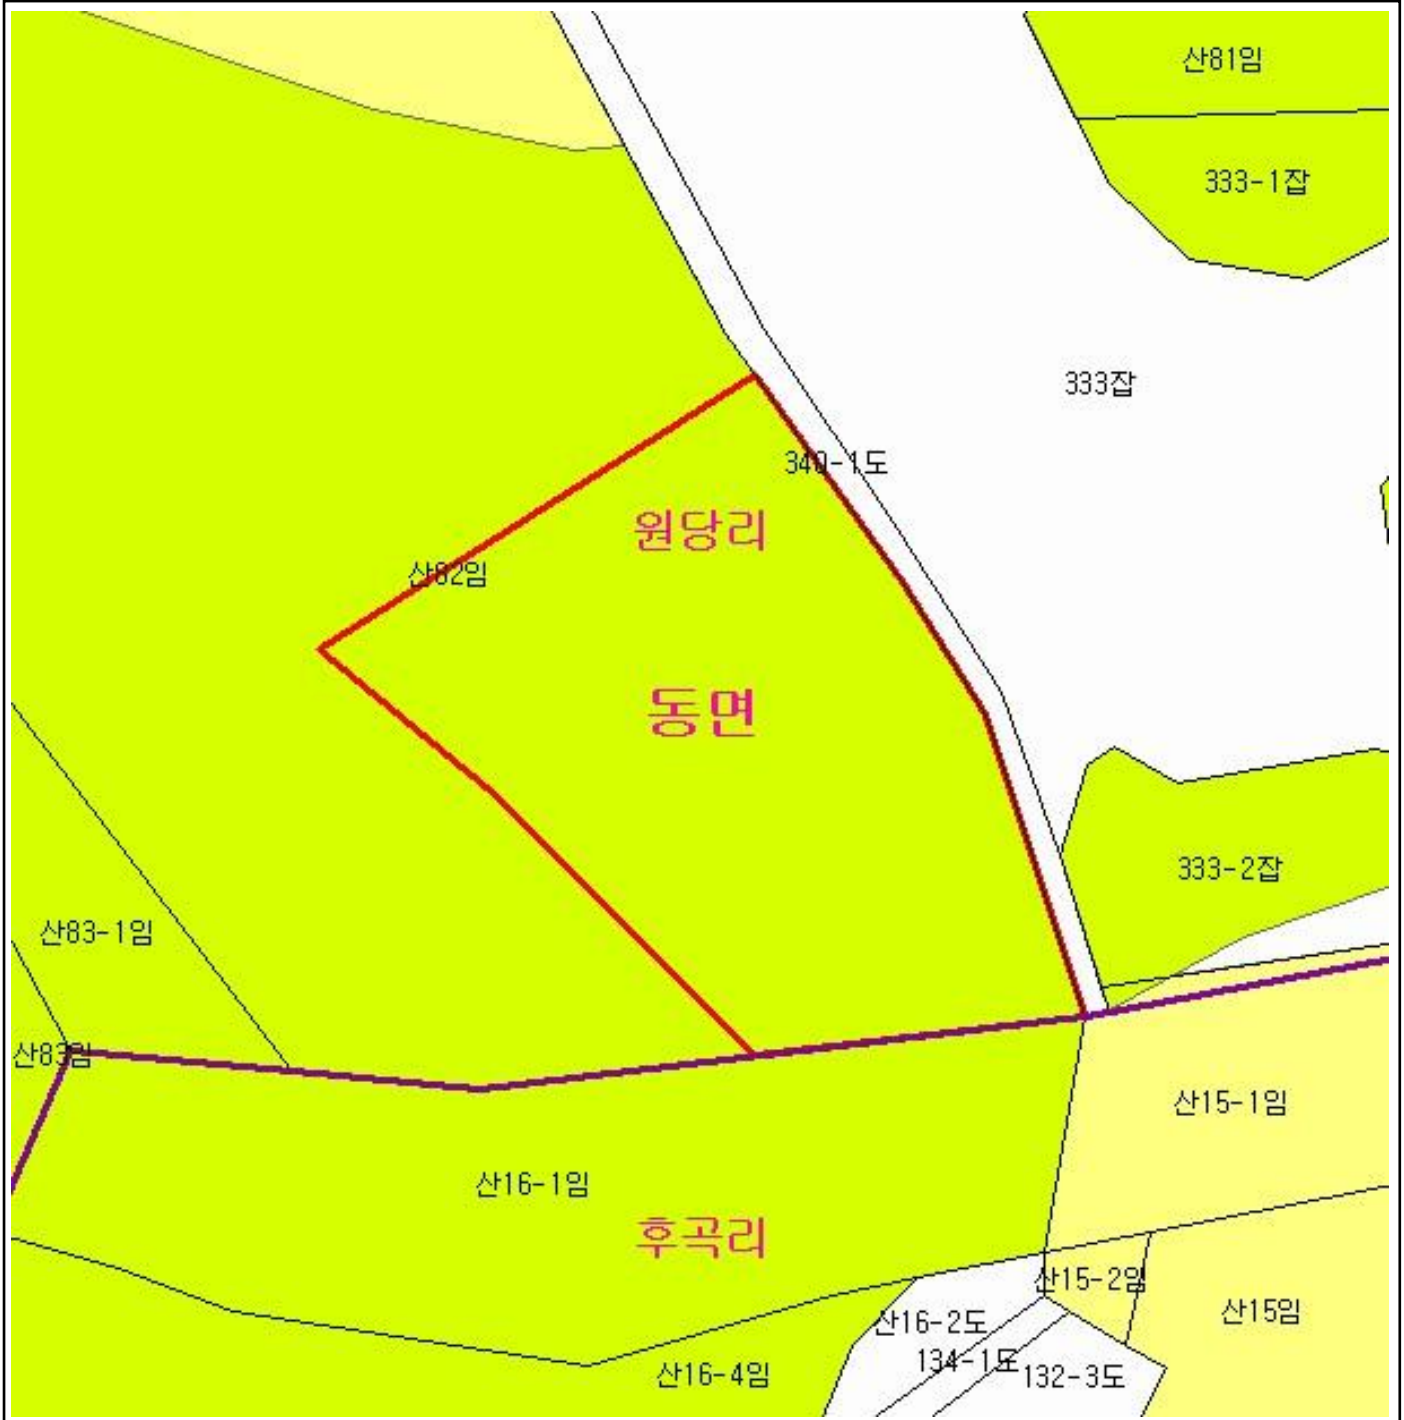 산81임
333-1잡
333잡
340-1도
원당리
산82임
동면
333-2잡
산83-1임
산83임
산15-1임
산16-1임
후곡리
산15-2임
산15임
산16-2도
134-1도
132-3도
산16-4임